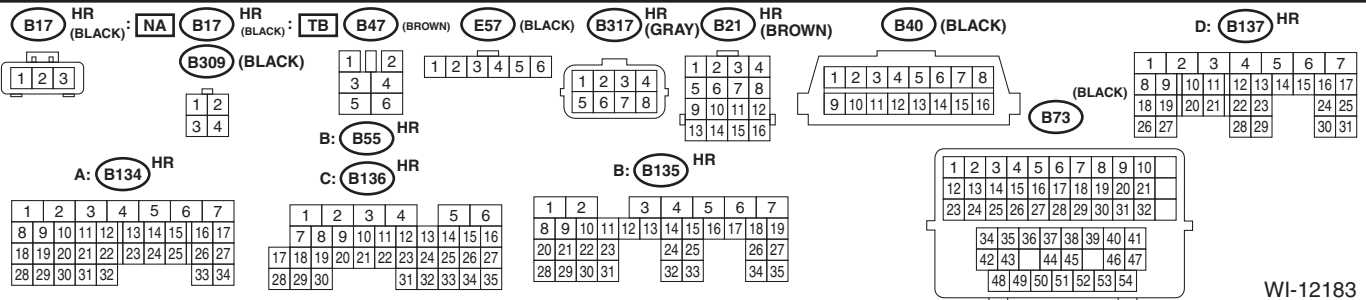 B17 HR (BLACK) : NA B17 HR (BLACK) : TB B47 (BROWN) E57 (BLACK) B317 HR (GRAY) B21 HR (BROWN) B40 (BLACK) D: B137 HR
B309 (BLACK)
1 2 3
1 2
3 4
1 2
3 4
5 6
1 2 3 4 5 6
1 2 3 4
5 6 7 8
1 2 3 4
5 6 7 8
9 10 11 12
13 14 15 16
1 2 3 4 5 6 7 8
9 10 11 12 13 14 15 16
1 2 3 4 5 6 7
8 9 10 11 12 13 14 15 16 17
18 19 20 21 22 23 24 25
26 27 28 29 30 31
A: B134 HR
1 2 3 4 5 6 7
8 9 10 11 12 13 14 15 16 17
18 19 20 21 22 23 24 25 26 27
28 29 30 31 32 33 34
B: B55 HR
C: B136 HR
1 2 3 4 5 6
7 8 9 10 11 12 13 14 15 16
17 18 19 20 21 22 23 24 25 26 27
28 29 30 31 32 33 34 35
B: B135 HR
1 2 3 4 5 6 7
8 9 10 11 12 13 14 15 16 17 18 19
20 21 22 23 24 25 26 27
28 29 30 31 32 33 34 35
(BLACK)
B73
1 2 3 4 5 6 7 8 9 10
12 13 14 15 16 17 18 19 20 21
23 24 25 26 27 28 29 30 31 32
34 35 36 37 38 39 40 41
42 43 44 45 46 47
48 49 50 51 52 53 54
WI-12183